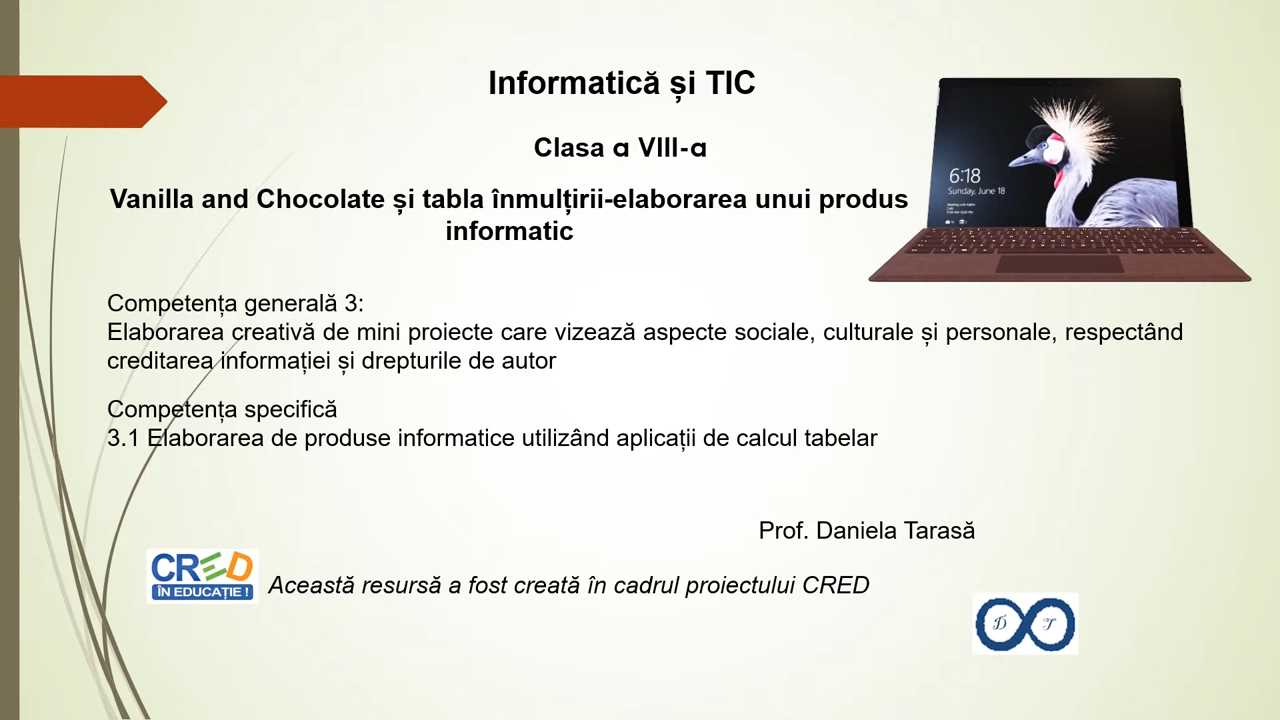 Informatică și TIC
Clasa a VIII-a
Vanilla and Chocolate și tabla înmulțirii-elaborarea unui produs
informatic
6:18
Sunday, June 18
Competența generală 3:
Elaborarea creativă de mini proiecte care vizează aspecte sociale, culturale și personale, respectând
creditarea informației și drepturile de autor
Competența specifică
3.1 Elaborarea de produse informatice utilizând aplicații de calcul tabelar
Prof. Daniela Tarasă
CRED
ÎN EDUCAȚIE !
Această resursă a fost creată în cadrul proiectului CRED
D T